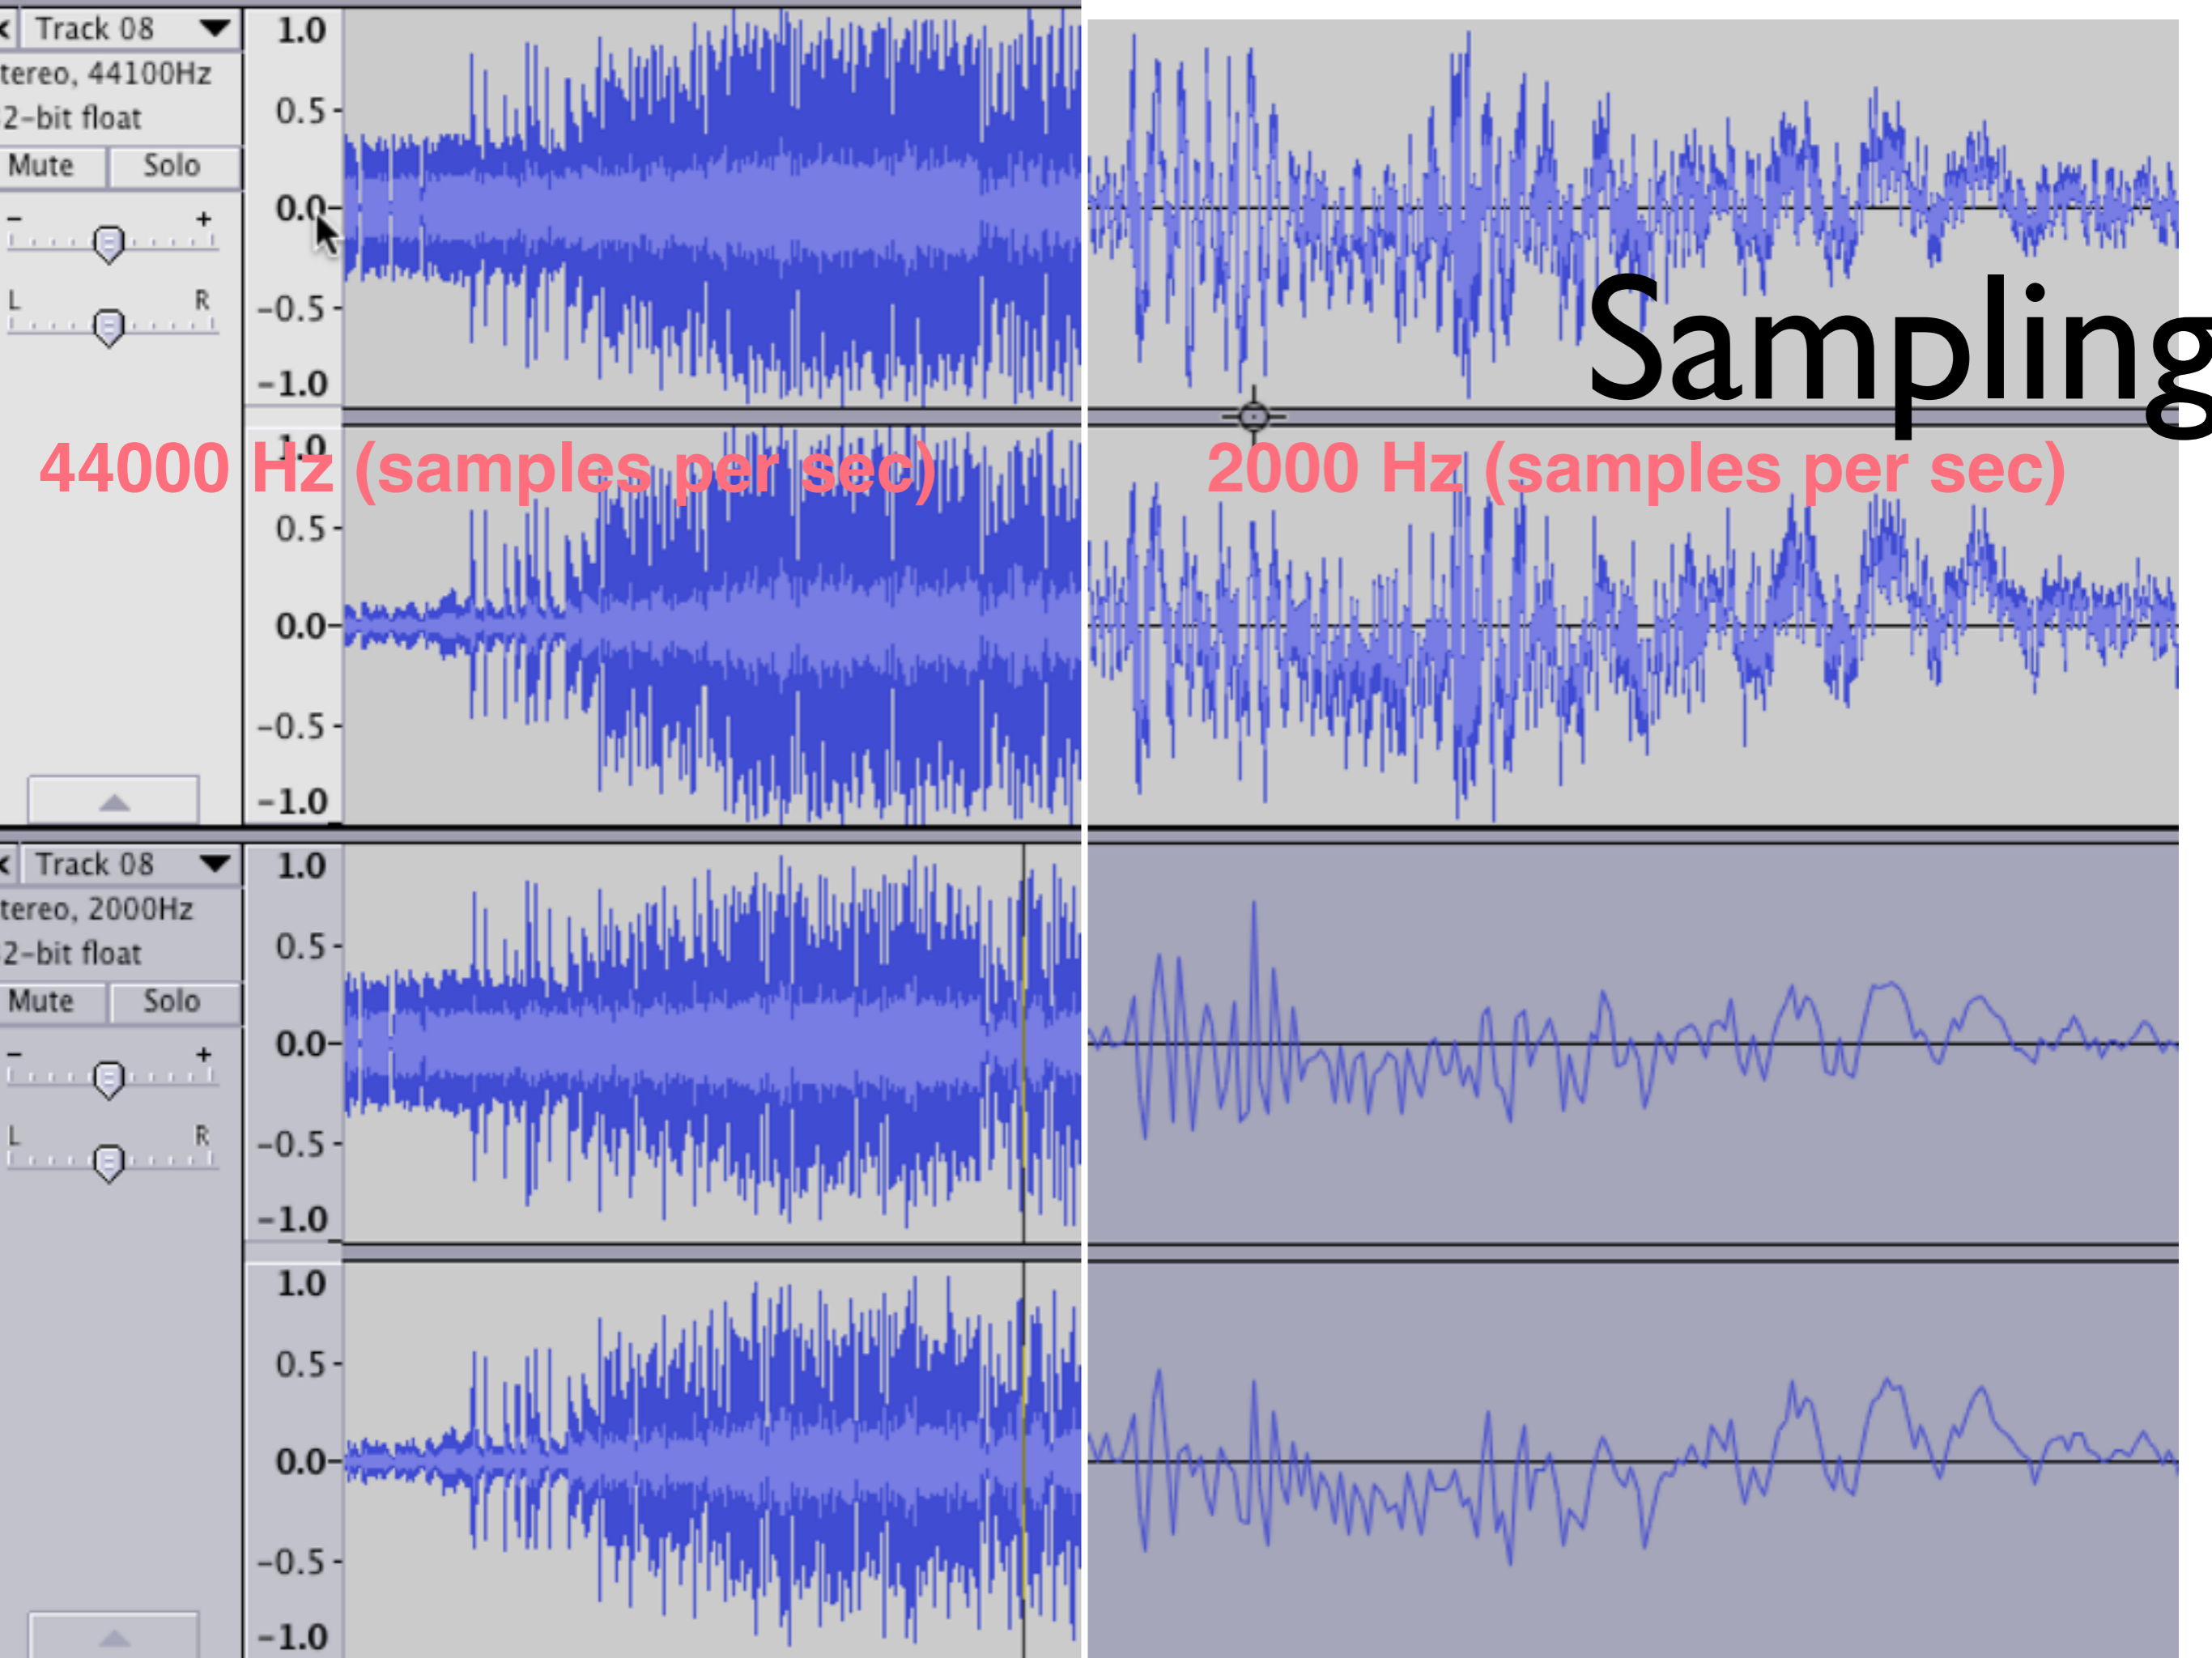 Track 08
tereo, 44100Hz
2-bit float
Mute Solo
- +
L R
1.0
0.5
0.0
-0.5
-1.0
Sampling
1.0
44000 Hz (samples per sec)
2000 Hz (samples per sec)
0.5
0.0
-0.5
-1.0
Track 08
tereo, 2000Hz
2-bit float
Mute Solo
- +
L R
1.0
0.5
0.0
-0.5
-1.0
1.0
0.5
0.0
-0.5
-1.0